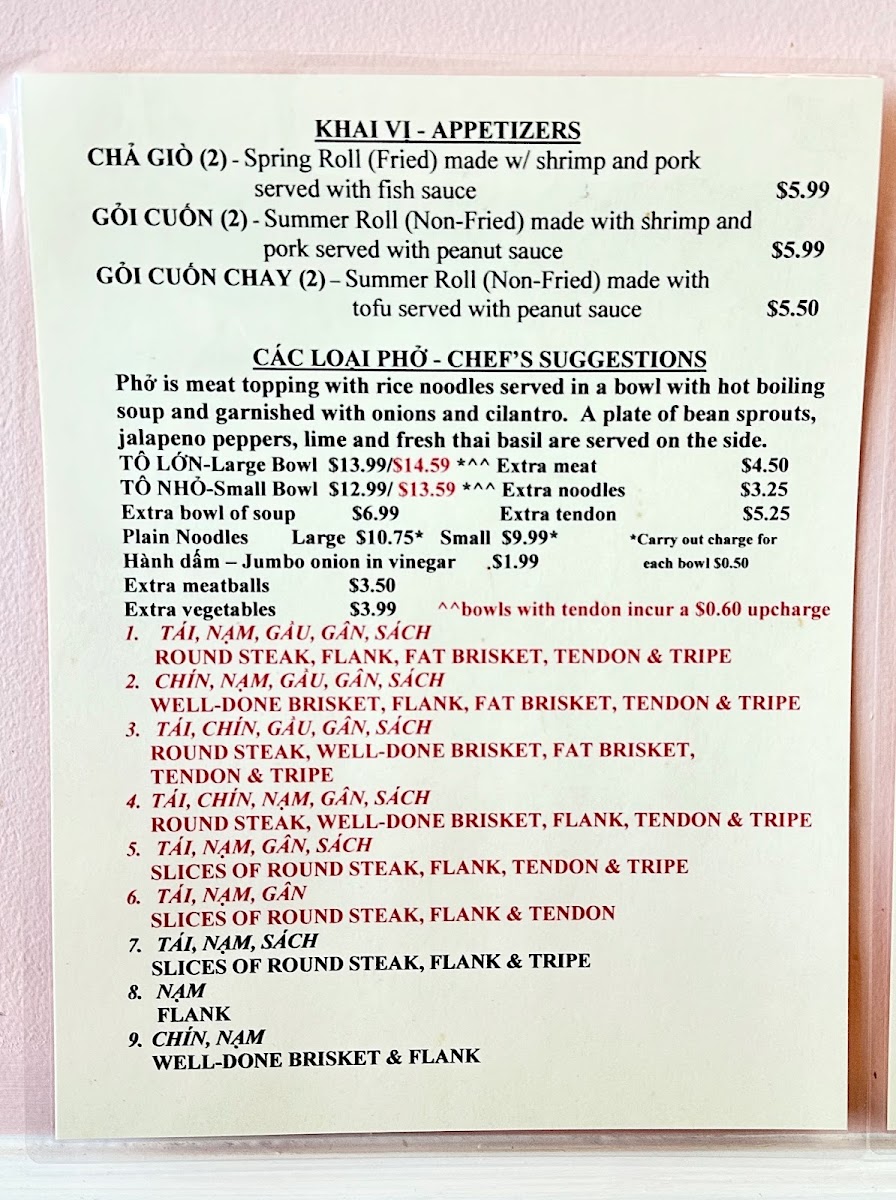 KHAI VỊ - APPETIZERS
CHẢ GIÒ (2) - Spring Roll (Fried) made w/ shrimp and pork
served with fish sauce $5.99
GỎI CUỐN (2) - Summer Roll (Non-Fried) made with shrimp and
pork served with peanut sauce $5.99
GỎI CUỐN CHAY (2) – Summer Roll (Non-Fried) made with
tofu served with peanut sauce $5.50
CÁC LOẠI PHỞ - CHEF'S SUGGESTIONS
Phở is meat topping with rice noodles served in a bowl with hot boiling
soup and garnished with onions and cilantro. A plate of bean sprouts,
jalapeno peppers, lime and fresh thai basil are served on the side.
TÔ LỚN-Large Bowl $13.99/$14.59 *^^ Extra meat $4.50
TÔ NHỎ-Small Bowl $12.99/ $13.59 *^^ Extra noodles $3.25
Extra bowl of soup $6.99 Extra tendon $5.25
Plain Noodles Large $10.75* Small $9.99* *Carry out charge for
Hành dấm – Jumbo onion in vinegar .$1.99 each bowl $0.50
Extra meatballs $3.50
Extra vegetables $3.99 ^^bowls with tendon incur a $0.60 upcharge
1. TÁI, NẠM, GẦU, GÂN, SÁCH
ROUND STEAK, FLANK, FAT BRISKET, TENDON & TRIPE
2. CHÍN, NẠM, GẦU, GÂN, SÁCH
WELL-DONE BRISKET, FLANK, FAT BRISKET, TENDON & TRIPE
3. TÁI, CHÍN, GẦU, GÂN, SÁCH
ROUND STEAK, WELL-DONE BRISKET, FAT BRISKET,
TENDON & TRIPE
4. TÁI, CHÍN, NẠM, GÂN, SÁCH
ROUND STEAK, WELL-DONE BRISKET, FLANK, TENDON & TRIPE
5. TÁI, NẠM, GÂN, SÁCH
SLICES OF ROUND STEAK, FLANK, TENDON & TRIPE
6. TÁI, NẠM, GÂN
SLICES OF ROUND STEAK, FLANK & TENDON
7. TÁI, NẠM, SÁCH
SLICES OF ROUND STEAK, FLANK & TRIPE
8. NẠM
FLANK
9. CHÍN, NẠM
WELL-DONE BRISKET & FLANK